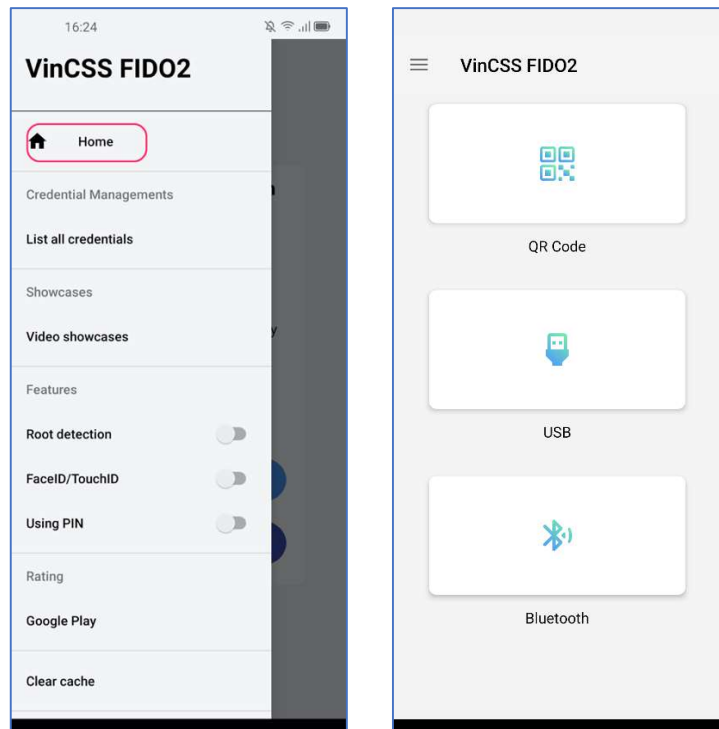 16:24
VinCSS FIDO2
Home
Credential Managements
List all credentials
Showcases
Video showcases
Features
Root detection
FaceID/TouchID
Using PIN
Rating
Google Play
Clear cache
y
VinCSS FIDO2
QR Code
USB
Bluetooth